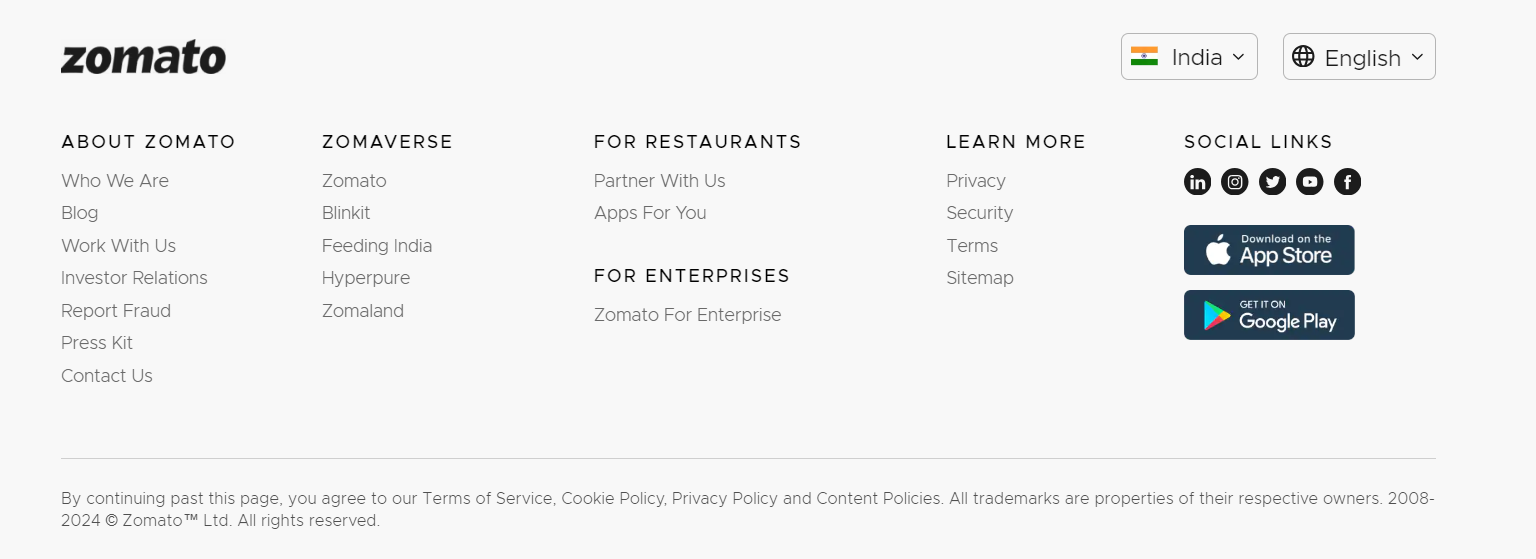 zomato
India
English
ABOUT ZOMATO
Who We Are
Blog
Work With Us
Investor Relations
Report Fraud
Press Kit
Contact Us
ZOMAVERSE
Zomato
Blinkit
Feeding India
Hyperpure
Zomaland
FOR RESTAURANTS
Partner With Us
Apps For You
FOR ENTERPRISES
Zomato For Enterprise
LEARN MORE
Privacy
Security
Terms
Sitemap
SOCIAL LINKS
Download on the
App Store
GET IT ON
Google Play
By continuing past this page, you agree to our Terms of Service, Cookie Policy, Privacy Policy and Content Policies. All trademarks are properties of their respective owners. 2008-
2024 © Zomato™ Ltd. All rights reserved.